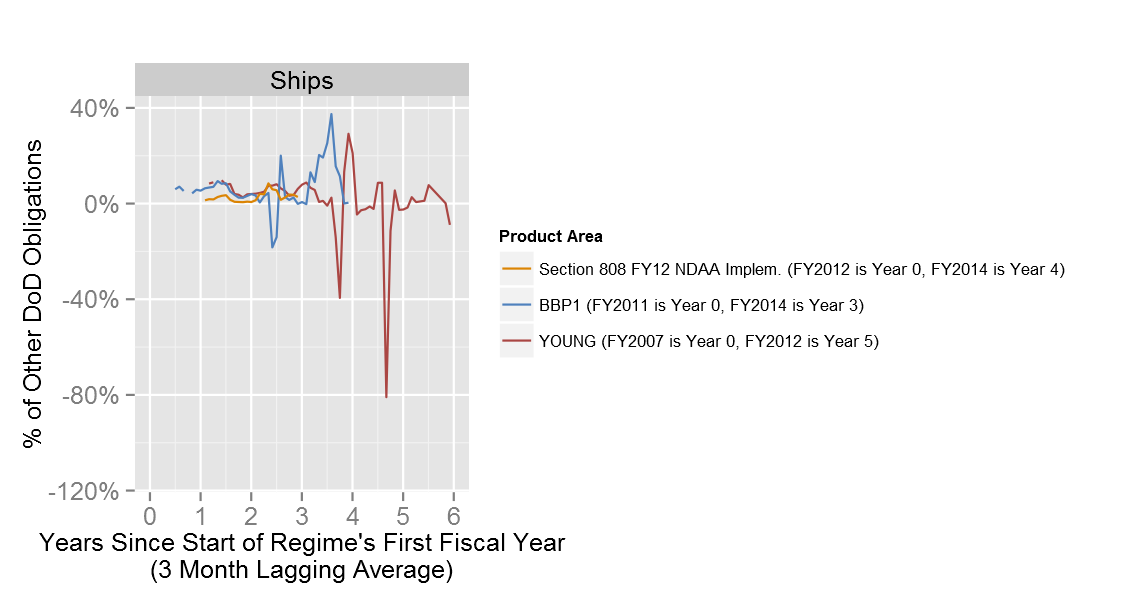 Ships
40%
0%
-40%
-80%
-120%
% of Other DoD Obligations
0 1 2 3 4 5 6
Years Since Start of Regime's First Fiscal Year
(3 Month Lagging Average)
Product Area
Section 808 FY12 NDAA Implem. (FY2012 is Year 0, FY2014 is Year 4)
BBP1 (FY2011 is Year 0, FY2014 is Year 3)
YOUNG (FY2007 is Year 0, FY2012 is Year 5)